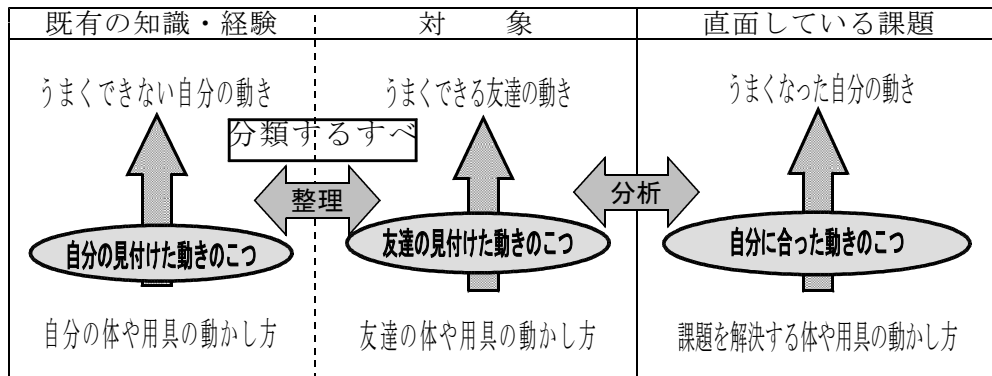 既有の知識・経験
対　　象
直面している課題
うまくできない自分の動き
うまくできる友達の動き
うまくなった自分の動き
分類するすべ
整理
分析
自分の見付けた動きのこつ
友達の見付けた動きのこつ
自分に合った動きのこつ
自分の体や用具の動かし方
友達の体や用具の動かし方
課題を解決する体や用具の動かし方